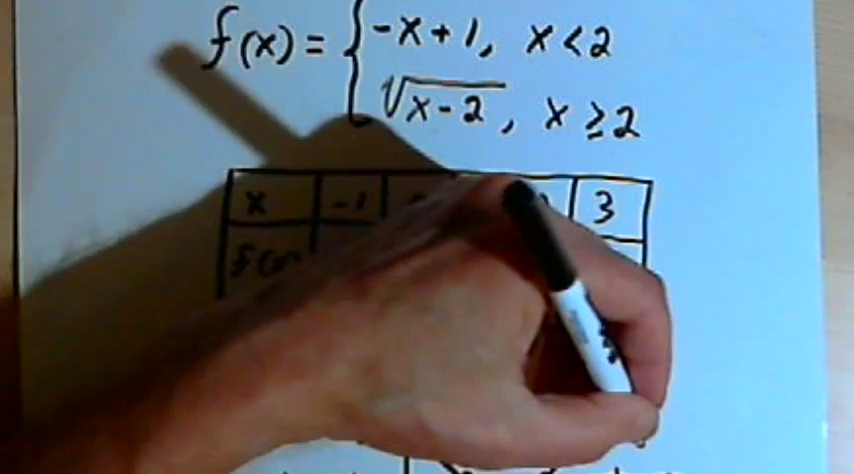 f(x) = { -x+1, x < 2
√x-2, x ≥ 2
x -1 3
f(x)